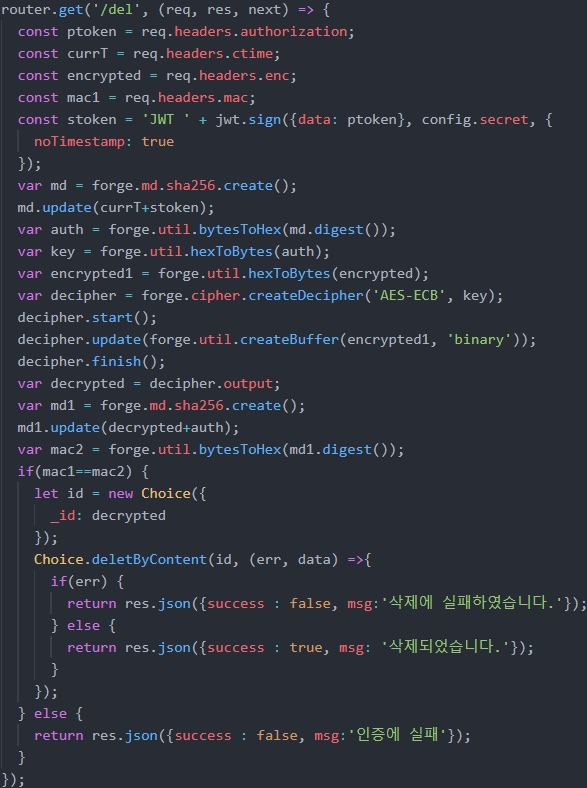 router.get('/del', (req, res, next) => {
  const ptoken = req.headers.authorization;
  const currT = req.headers.ctime;
  const encrypted = req.headers.enc;
  const mac1 = req.headers.mac;
  const stoken = 'JWT ' + jwt.sign({data: ptoken}, config.secret, {
    noTimestamp: true
  });
  var md = forge.md.sha256.create();
  md.update(currT+stoken);
  var auth = forge.util.bytesToHex(md.digest());
  var key = forge.util.hexToBytes(auth);
  var encrypted1 = forge.util.hexToBytes(encrypted);
  var decipher = forge.cipher.createDecipher('AES-ECB', key);
  decipher.start();
  decipher.update(forge.util.createBuffer(encrypted1, 'binary'));
  decipher.finish();
  var decrypted = decipher.output;
  var md1 = forge.md.sha256.create();
  md1.update(decrypted+auth);
  var mac2 = forge.util.bytesToHex(md1.digest());
  if(mac1==mac2) {
    let id = new Choice({
      _id: decrypted
    });
    Choice.deletByContent(id, (err, data) =>{
      if(err) {
        return res.json({success : false, msg:'삭제에 실패하였습니다.'});
      } else {
        return res.json({success : true, msg: '삭제되었습니다.'});
      }
    });
  } else {
    return res.json({success : false, msg:'인증에 실패'});
  }
});